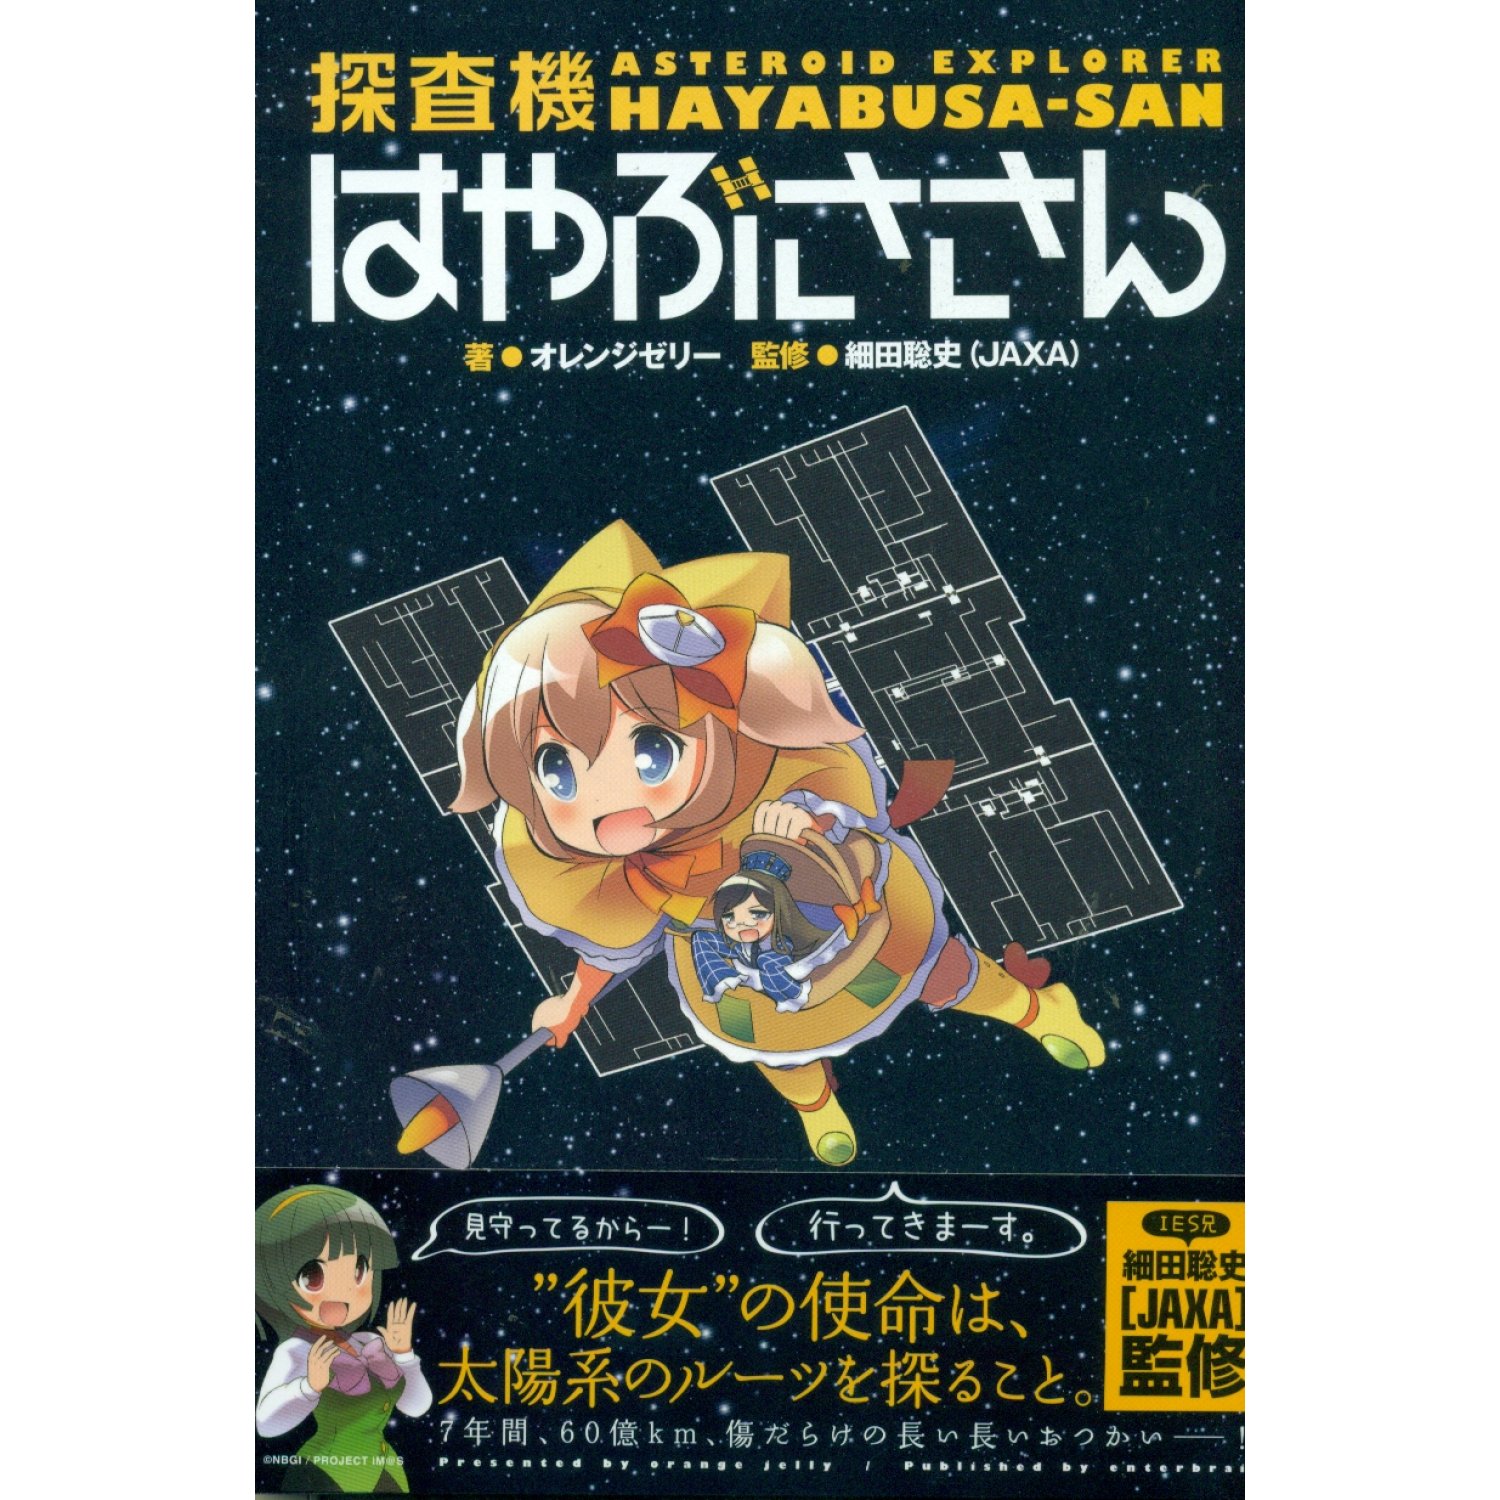 探査機
ASTEROID EXPLORER
HAYABUSA-SAN
はやぶささん
著●オレンジゼリー 監修●細田聡史(JAXA)
見守ってるからー!
行ってきまーす。
IES兄
細田聡史
[JAXA]
監修
”彼女”の使命は、
太陽系のルーツを探ること。
7年間、60億km、傷だらけの長い長いおつかい――!
©NBGI / PROJECT iM@S
Presented by orange jelly / Published by enterbrai